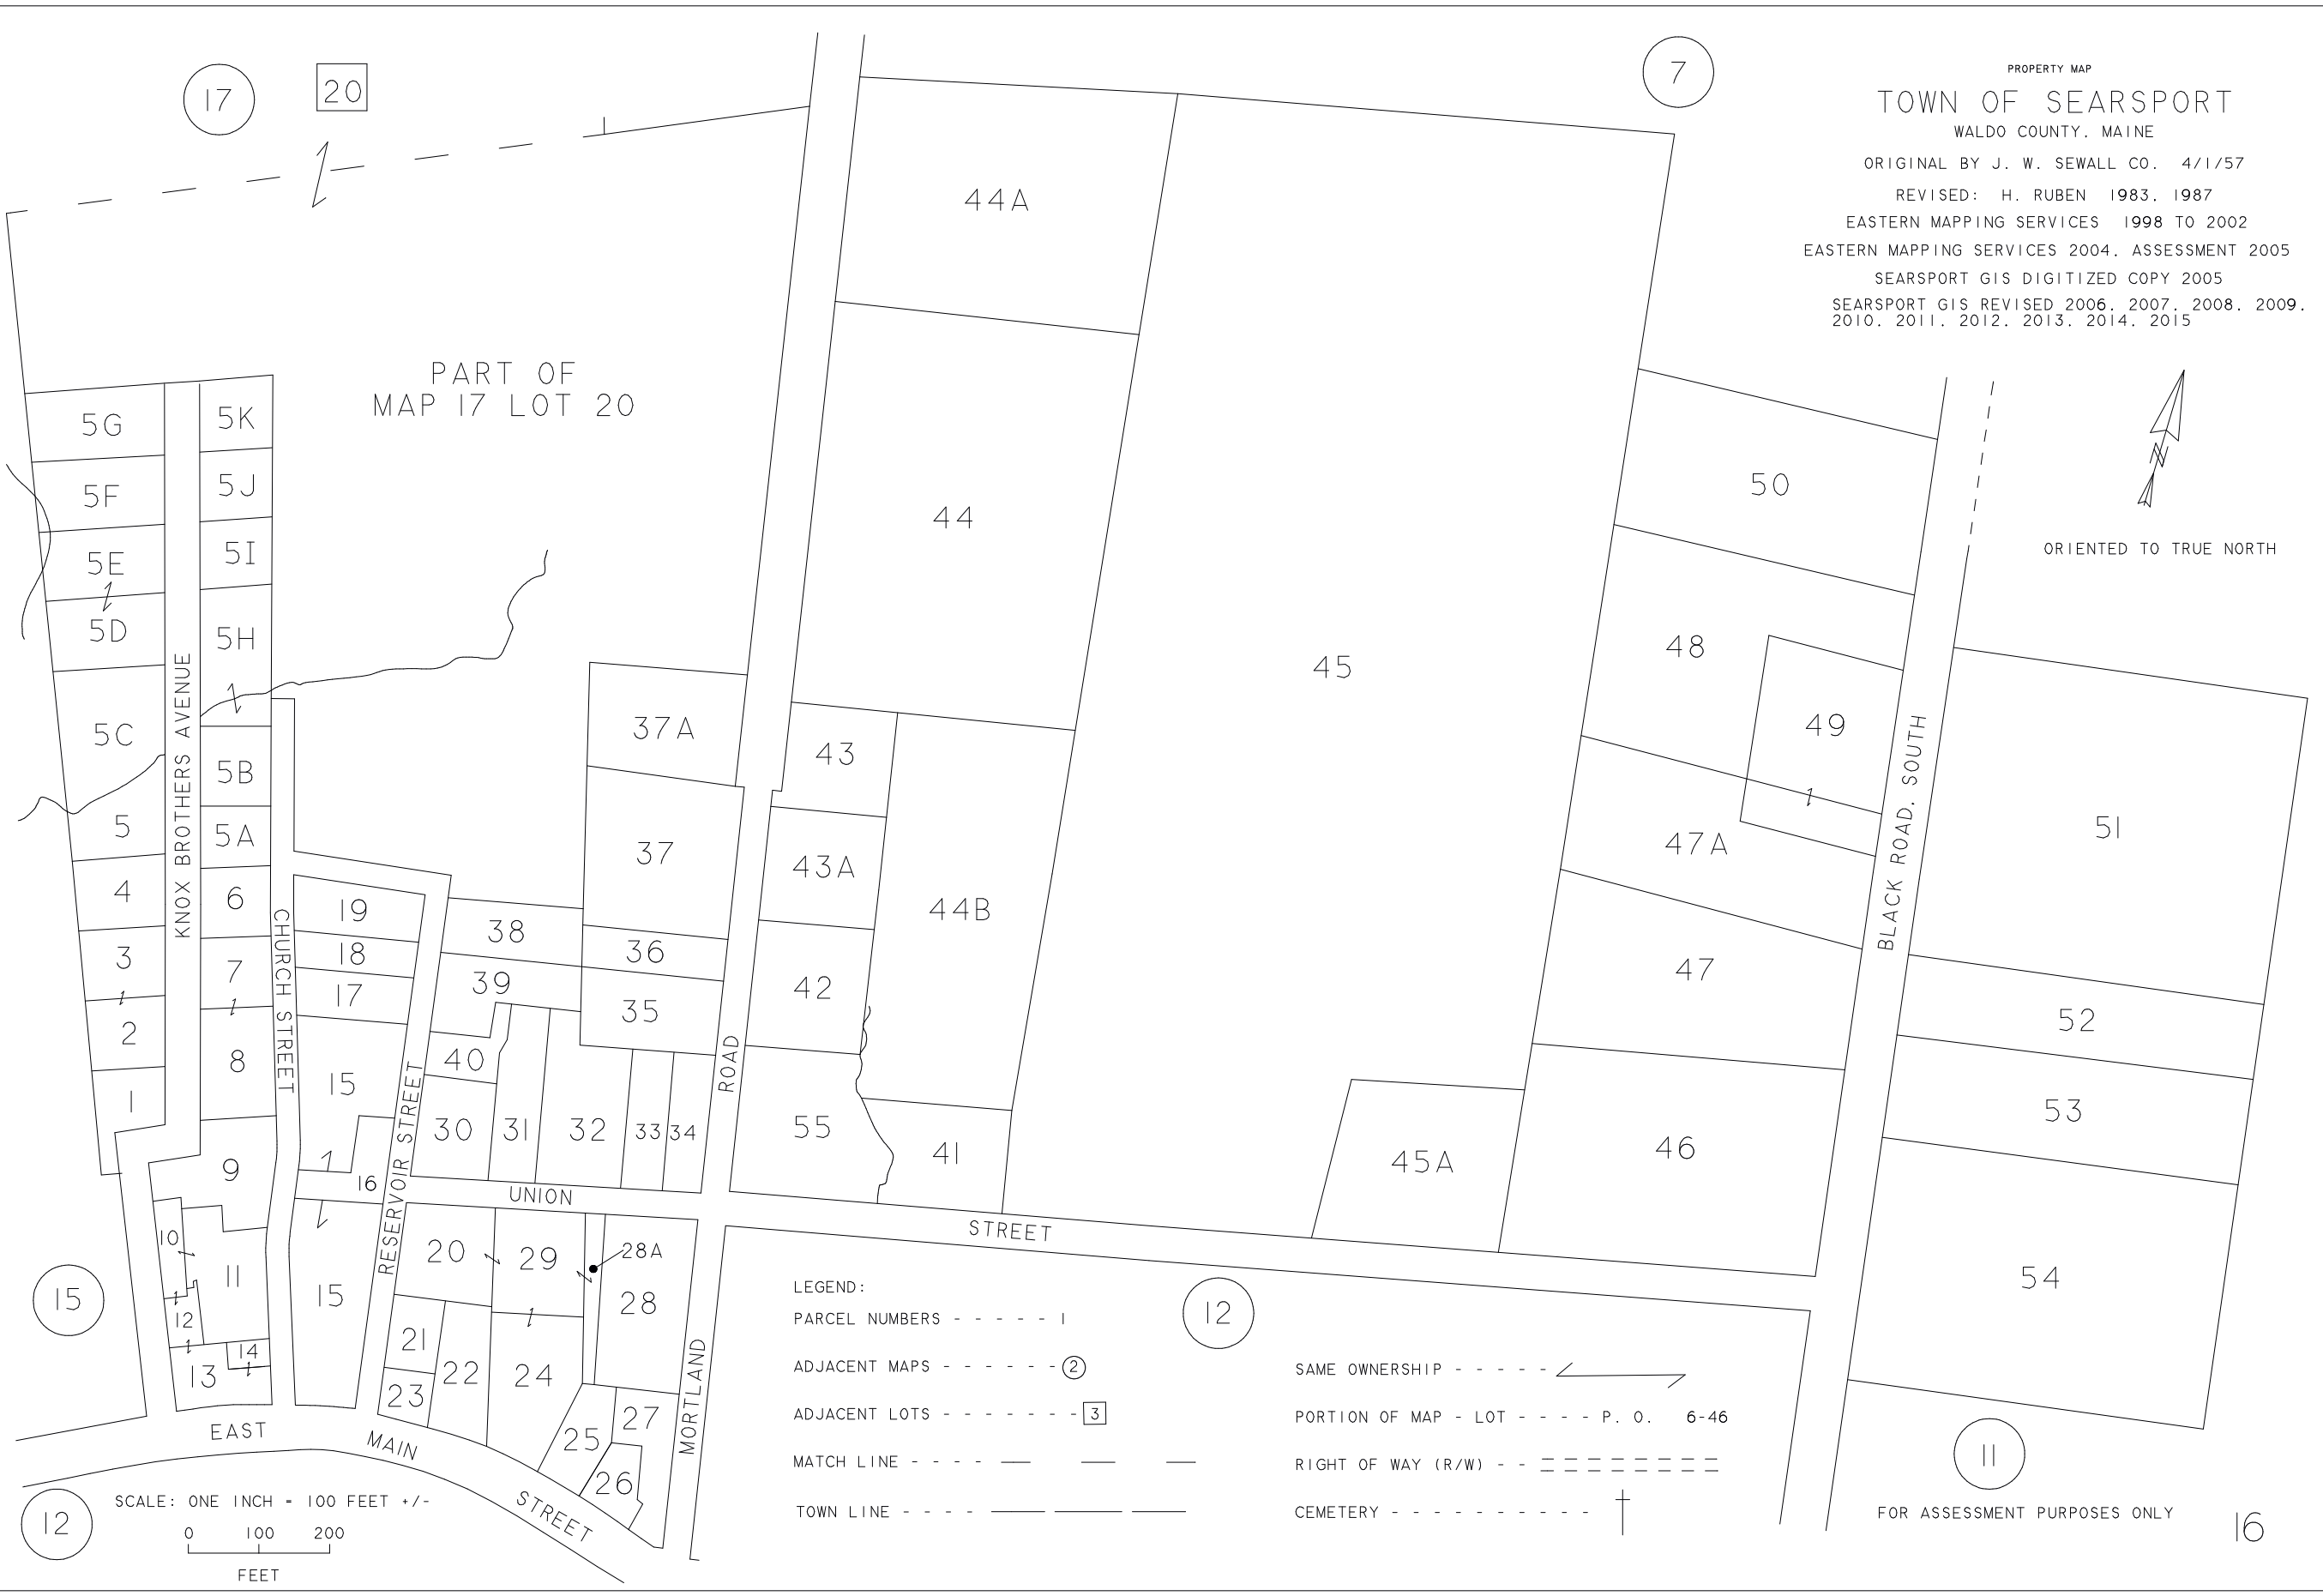 17
20
7
PROPERTY MAP
TOWN OF SEARSPORT
WALDO COUNTY. MAINE
ORIGINAL BY J. W. SEWALL CO. 4/1/57
REVISED: H. RUBEN 1983. 1987
EASTERN MAPPING SERVICES 1998 TO 2002
EASTERN MAPPING SERVICES 2004. ASSESSMENT 2005
SEARSPORT GIS DIGITIZED COPY 2005
SEARSPORT GIS REVISED 2006. 2007. 2008. 2009.
2010. 2011. 2012. 2013. 2014. 2015
N
ORIENTED TO TRUE NORTH
PART OF
MAP 17 LOT 20
5G
5F
5E
5D
5C
5
4
3
2
1
KNOX BROTHERS AVENUE
5K
5J
5I
5H
5B
5A
6
7
8
9
10
11
12
13
14
CHURCH STREET
19
18
17
15
16
15
RESERVOIR STREET
37A
37
38
36
39
35
40
30
31
32
33
34
UNION
STREET
ROAD
20
29
28A
28
21
22
23
24
25
27
26
MORTLAND
44A
44
43
43A
44B
42
55
41
45
45A
50
48
49
47A
47
46
BLACK ROAD. SOUTH
51
52
53
54
15
12
EAST
MAIN
STREET
12
SCALE: ONE INCH = 100 FEET +/-
0 100 200
FEET
LEGEND:
PARCEL NUMBERS - - - - - 1
ADJACENT MAPS - - - - - - 2
ADJACENT LOTS - - - - - - - 3
MATCH LINE - - - -
TOWN LINE - - - -
SAME OWNERSHIP - - - - -
PORTION OF MAP - LOT - - - - P. O. 6-46
RIGHT OF WAY (R/W) - -
CEMETERY - - - - - - - - - -
11
FOR ASSESSMENT PURPOSES ONLY
16